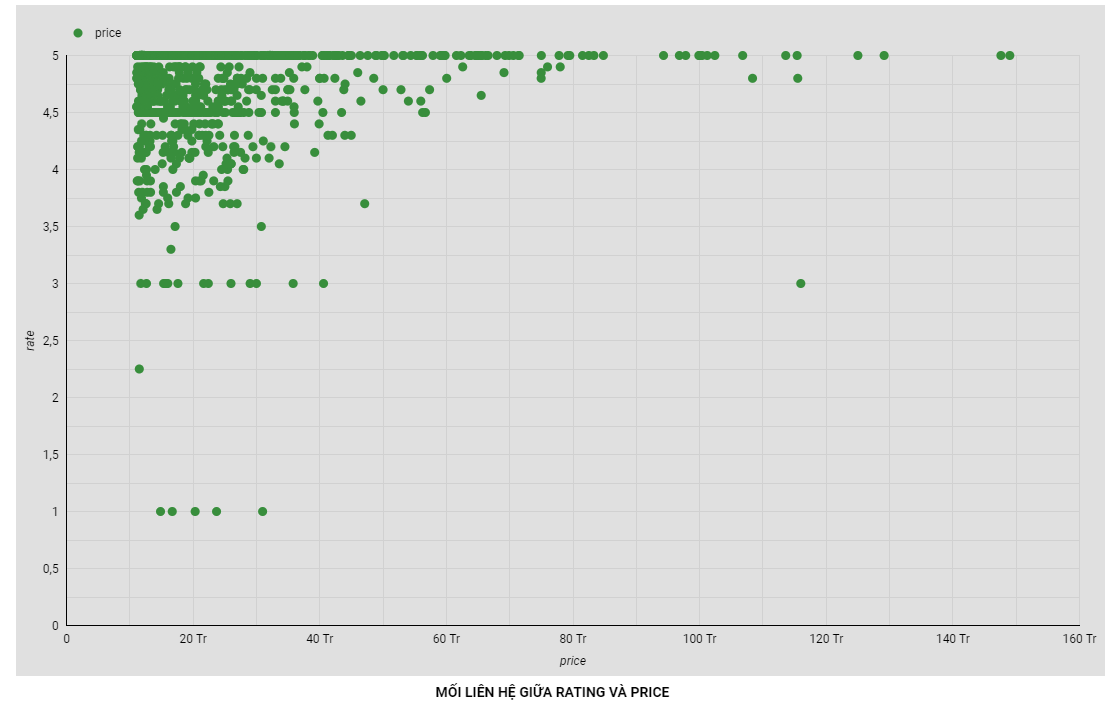 price
5
4,5
4
3,5
3
2,5
2
1,5
1
0,5
0
rate
0 20 Tr 40 Tr 60 Tr 80 Tr 100 Tr 120 Tr 140 Tr 160 Tr
price
MỐI LIÊN HỆ GIỮA RATING VÀ PRICE